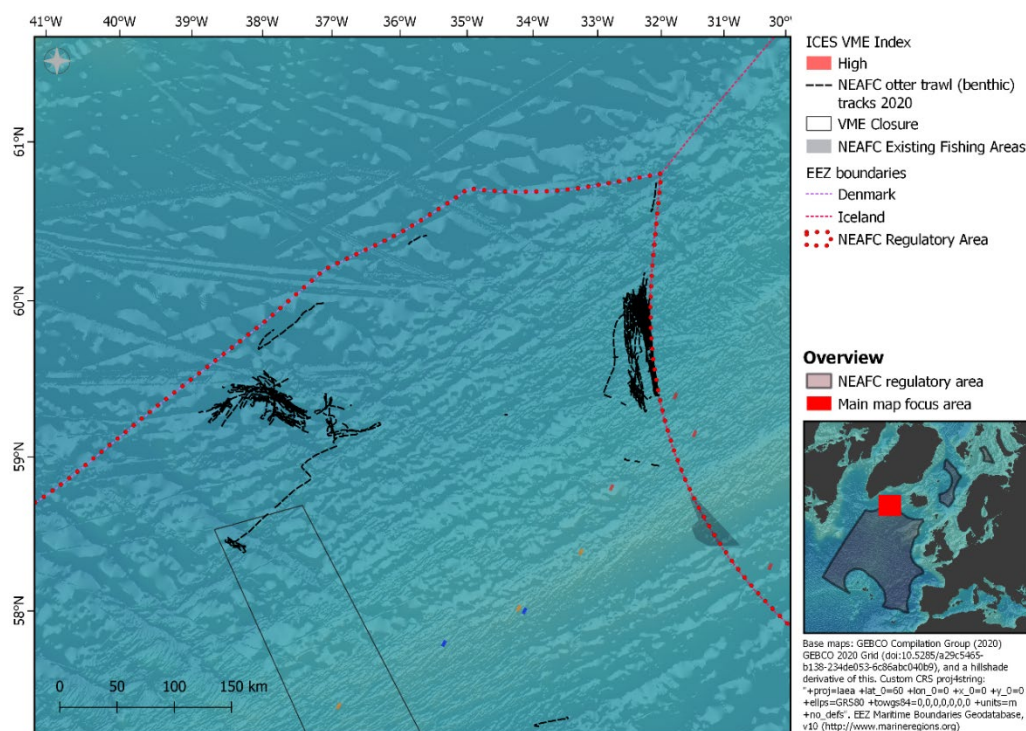 41°W 40°W 39°W 38°W 37°W 36°W 35°W 34°W 33°W 32°W 31°W 30°W
61°N
60°N
59°N
58°N
0 50 100 150 km
ICES VME Index
High
NEAFC otter trawl (benthic)
tracks 2020
VME Closure
NEAFC Existing Fishing Areas
EEZ boundaries
Denmark
Iceland
NEAFC Regulatory Area
Overview
NEAFC regulatory area
Main map focus area
Base maps: GEBCO Compilation Group (2020)
GEBCO 2020 Grid (doi:10.5285/a29c5465-
b138-234de053-6c86abc040b9), and a hillshade
derivative of this. Custom CRS proj4string:
"+proj=laea +lat_0=60 +lon_0=0 +x_0=0 +y_0=0
+ellps=GRS80 +towgs84=0,0,0,0,0,0,0 +units=m
+no_defs". EEZ Maritime Boundaries Geodatabase,
v10 (http://www.marineregions.org)